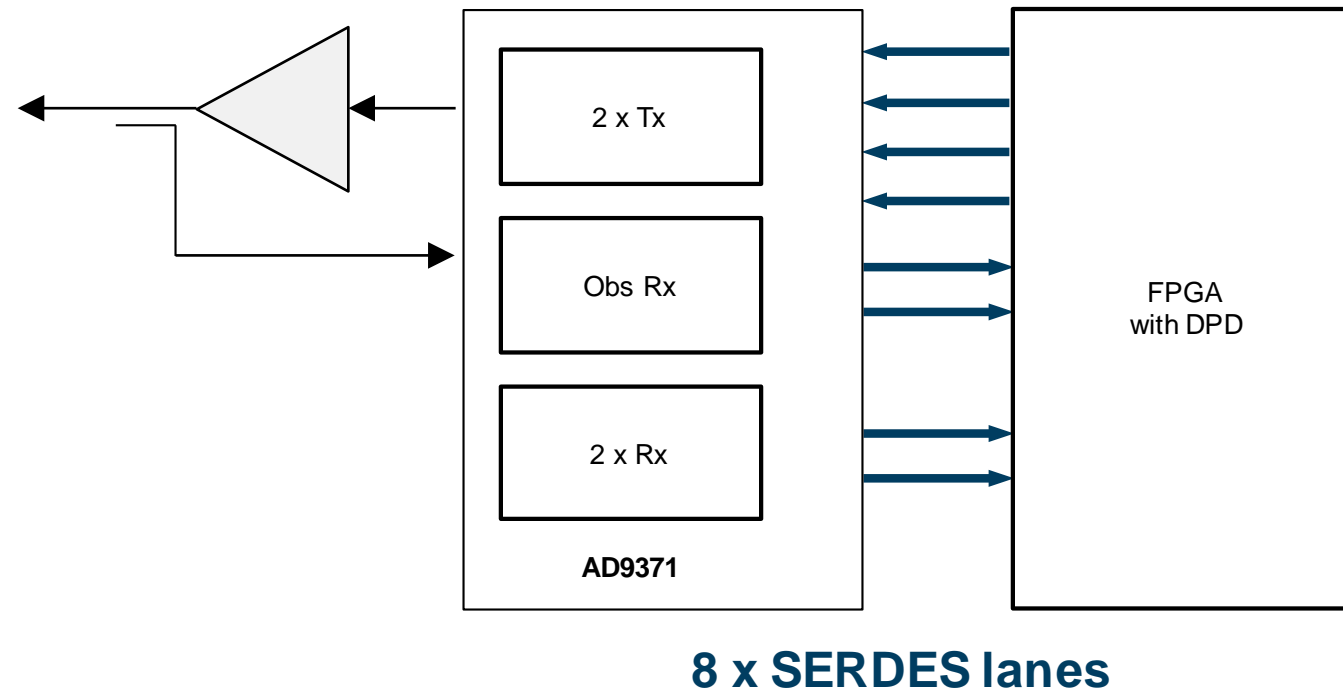 2 x Tx
Obs Rx
2 x Rx
AD9371
FPGA
with DPD
8 x SERDES lanes